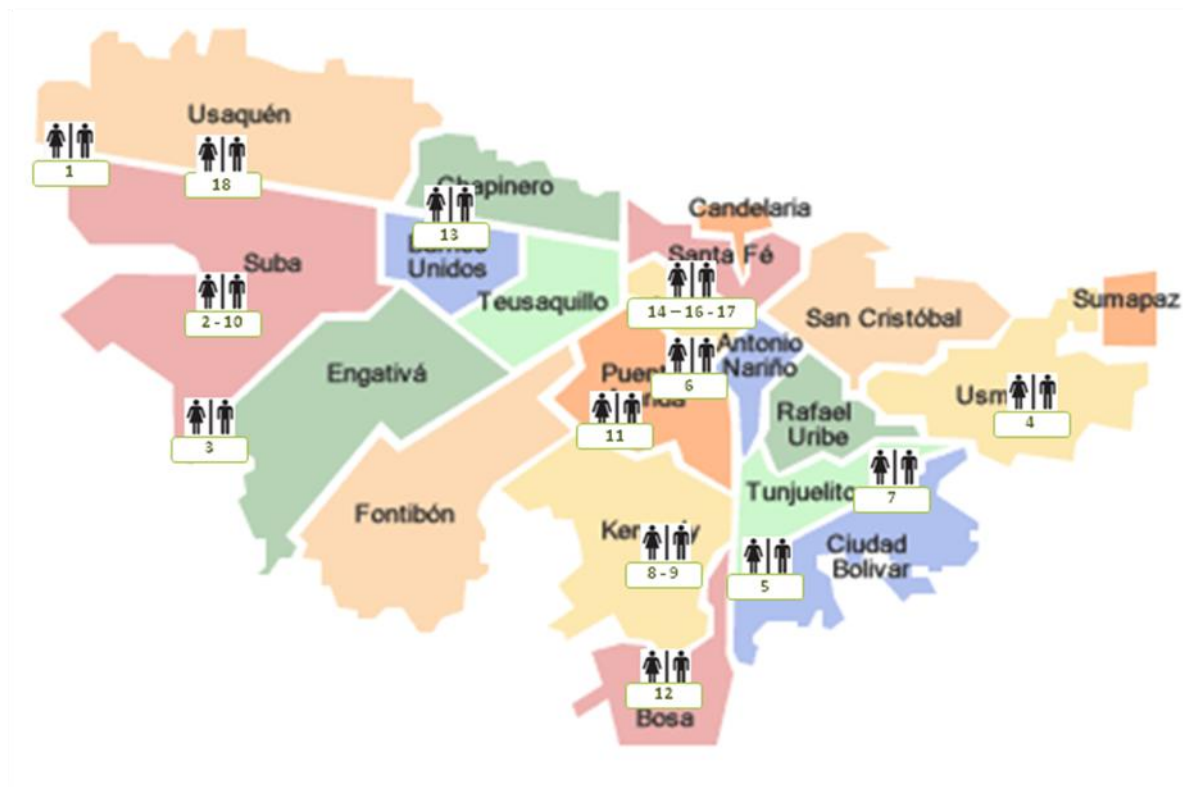 Usaquén
1
18
Chapinero
13
Unidos
Candelaria
Santa Fé
Suba
2 - 10
Teusaquillo
14 – 16 - 17
San Cristóbal
Sumapaz
Antonio
Nariño
Engativá
6
11
3
Rafael
Uribe
4
Tunjuelito
7
Fontibón
8 - 9
5
Ciudad
Bolivar
12
Bosa